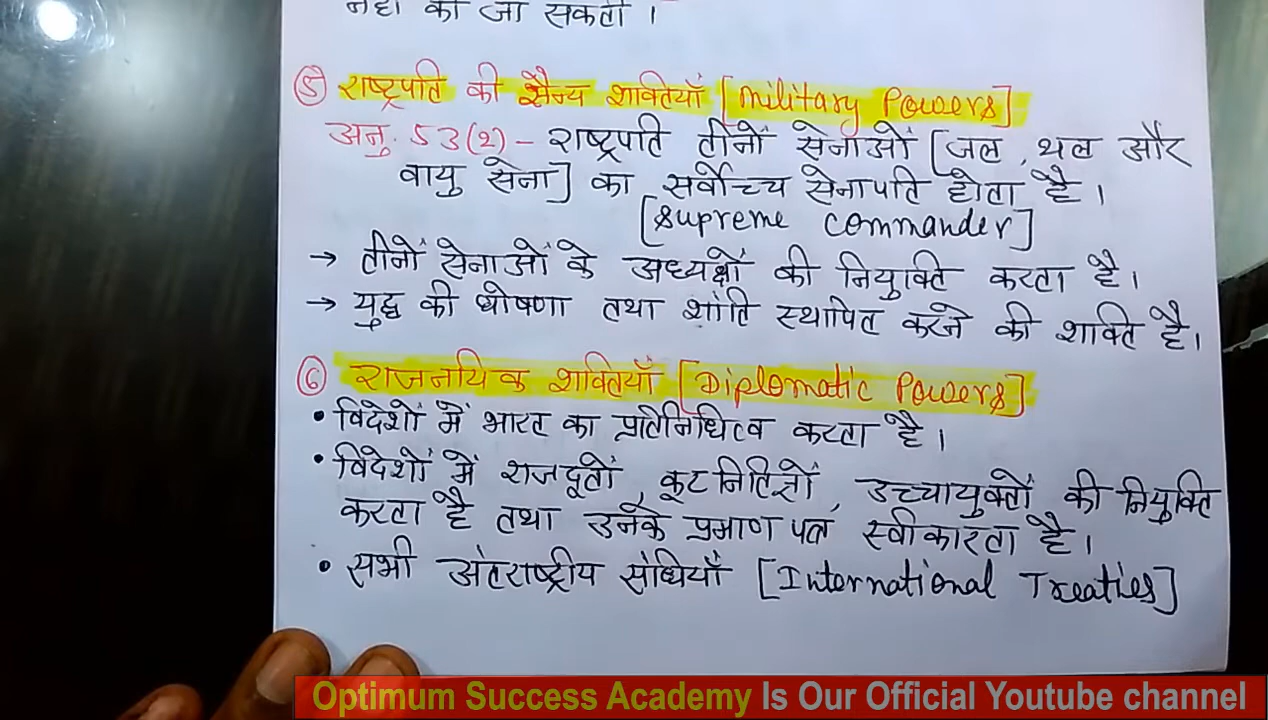 नहीं की जा सकती ।
⑤ राष्ट्रपति की सैन्य शक्तियाँ [Military Powers]
अनु. 53(2) - राष्ट्रपति तीनों सेनाओं [जल, थल और
वायु सेना] का सर्वोच्च सेनापति होता है ।
[Supreme Commander]
→ तीनों सेनाओं के अध्यक्षों की नियुक्ति करता है ।
→ युद्ध की घोषणा तथा शांति स्थापित करने की शक्ति है ।
⑥ राजनयिक शक्तियाँ [Diplomatic Powers]
• विदेशों में भारत का प्रतिनिधित्व करता है ।
• विदेशों में राजदूतों, कूटनितिज्ञों, उच्चायुक्तों की नियुक्ति
करता है तथा उनके प्रमाण पत्र स्वीकारता है ।
• सभी अंतराष्ट्रीय संधियाँ [International Treaties]
Optimum Success Academy Is Our Official Youtube channel